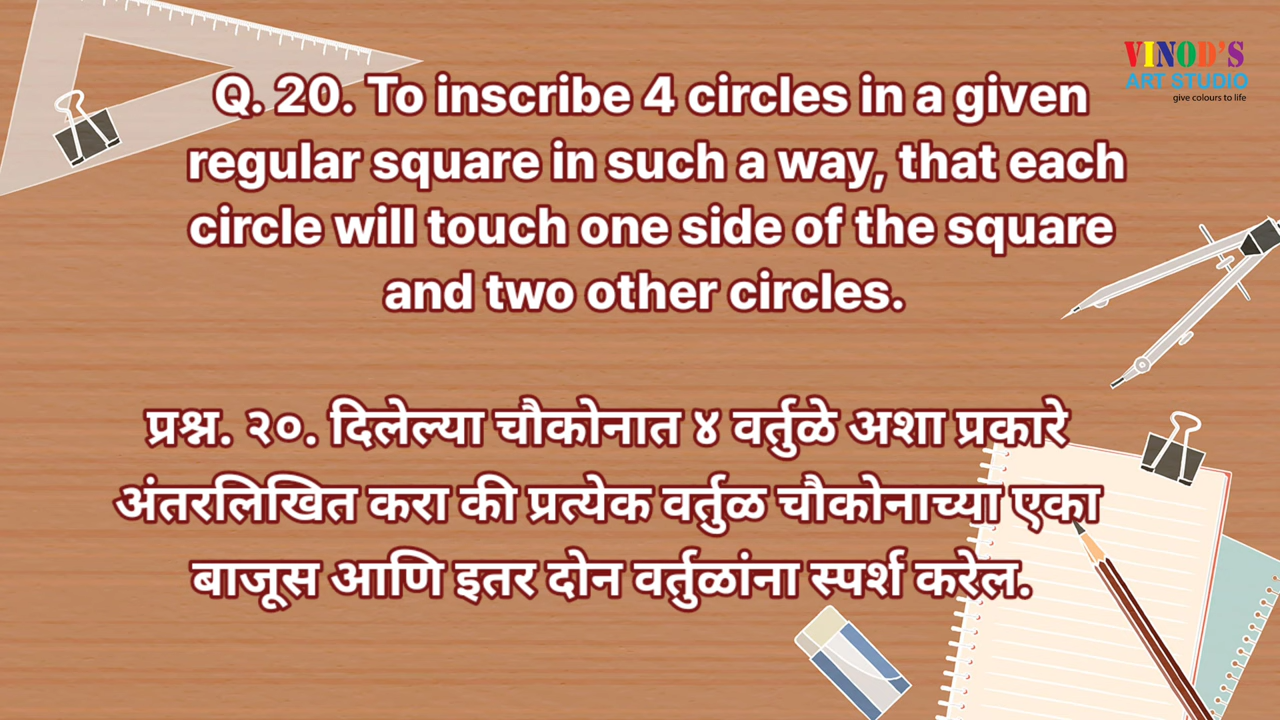 VINOD'S
ART STUDIO
give colours to life
Q. 20. To inscribe 4 circles in a given
regular square in such a way, that each
circle will touch one side of the square
and two other circles.
प्रश्न. २०. दिलेल्या चौकोनात ४ वर्तुळे अशा प्रकारे
अंतरलिखित करा की प्रत्येक वर्तुळ चौकोनाच्या एका
बाजूस आणि इतर दोन वर्तुळांना स्पर्श करेल.